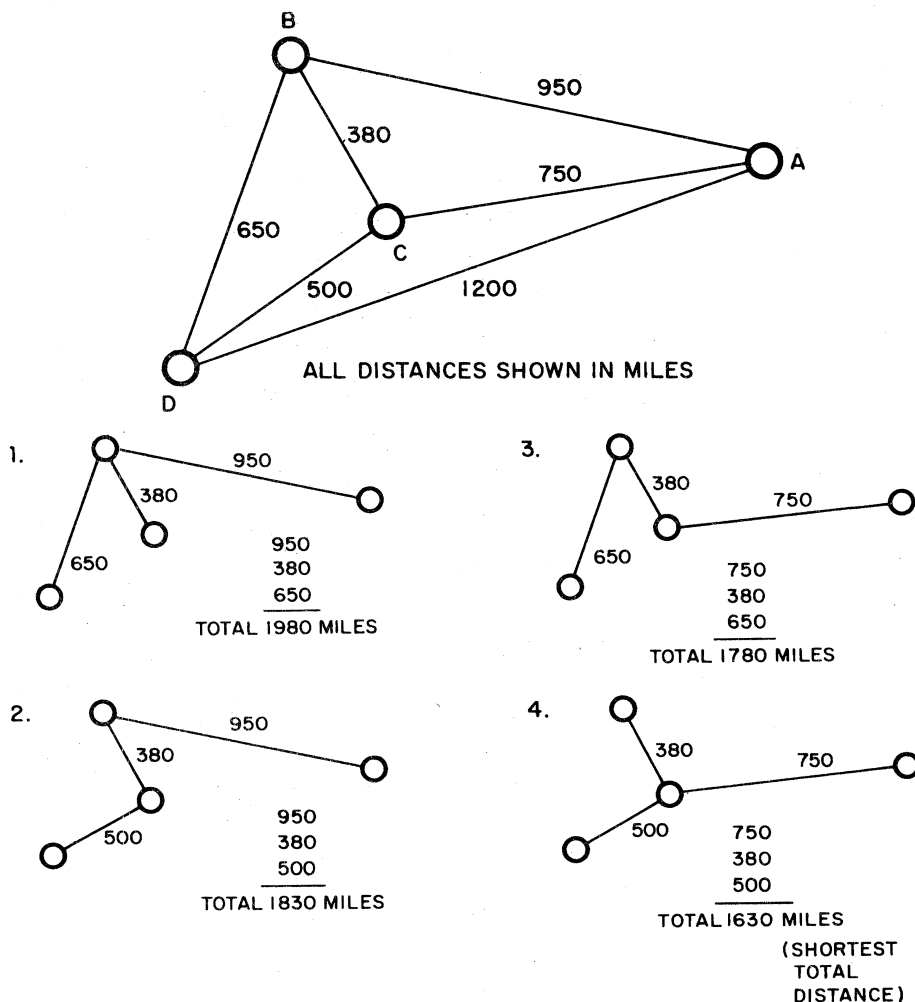 B
950
380
A
750
650
C
500
1200
D
ALL DISTANCES SHOWN IN MILES
1.
950
380
650
950
380
650
TOTAL 1980 MILES
3.
380
750
650
750
380
650
TOTAL 1780 MILES
2.
950
380
500
950
380
500
TOTAL 1830 MILES
4.
380
750
500
750
380
500
TOTAL 1630 MILES
(SHORTEST
TOTAL
DISTANCE)